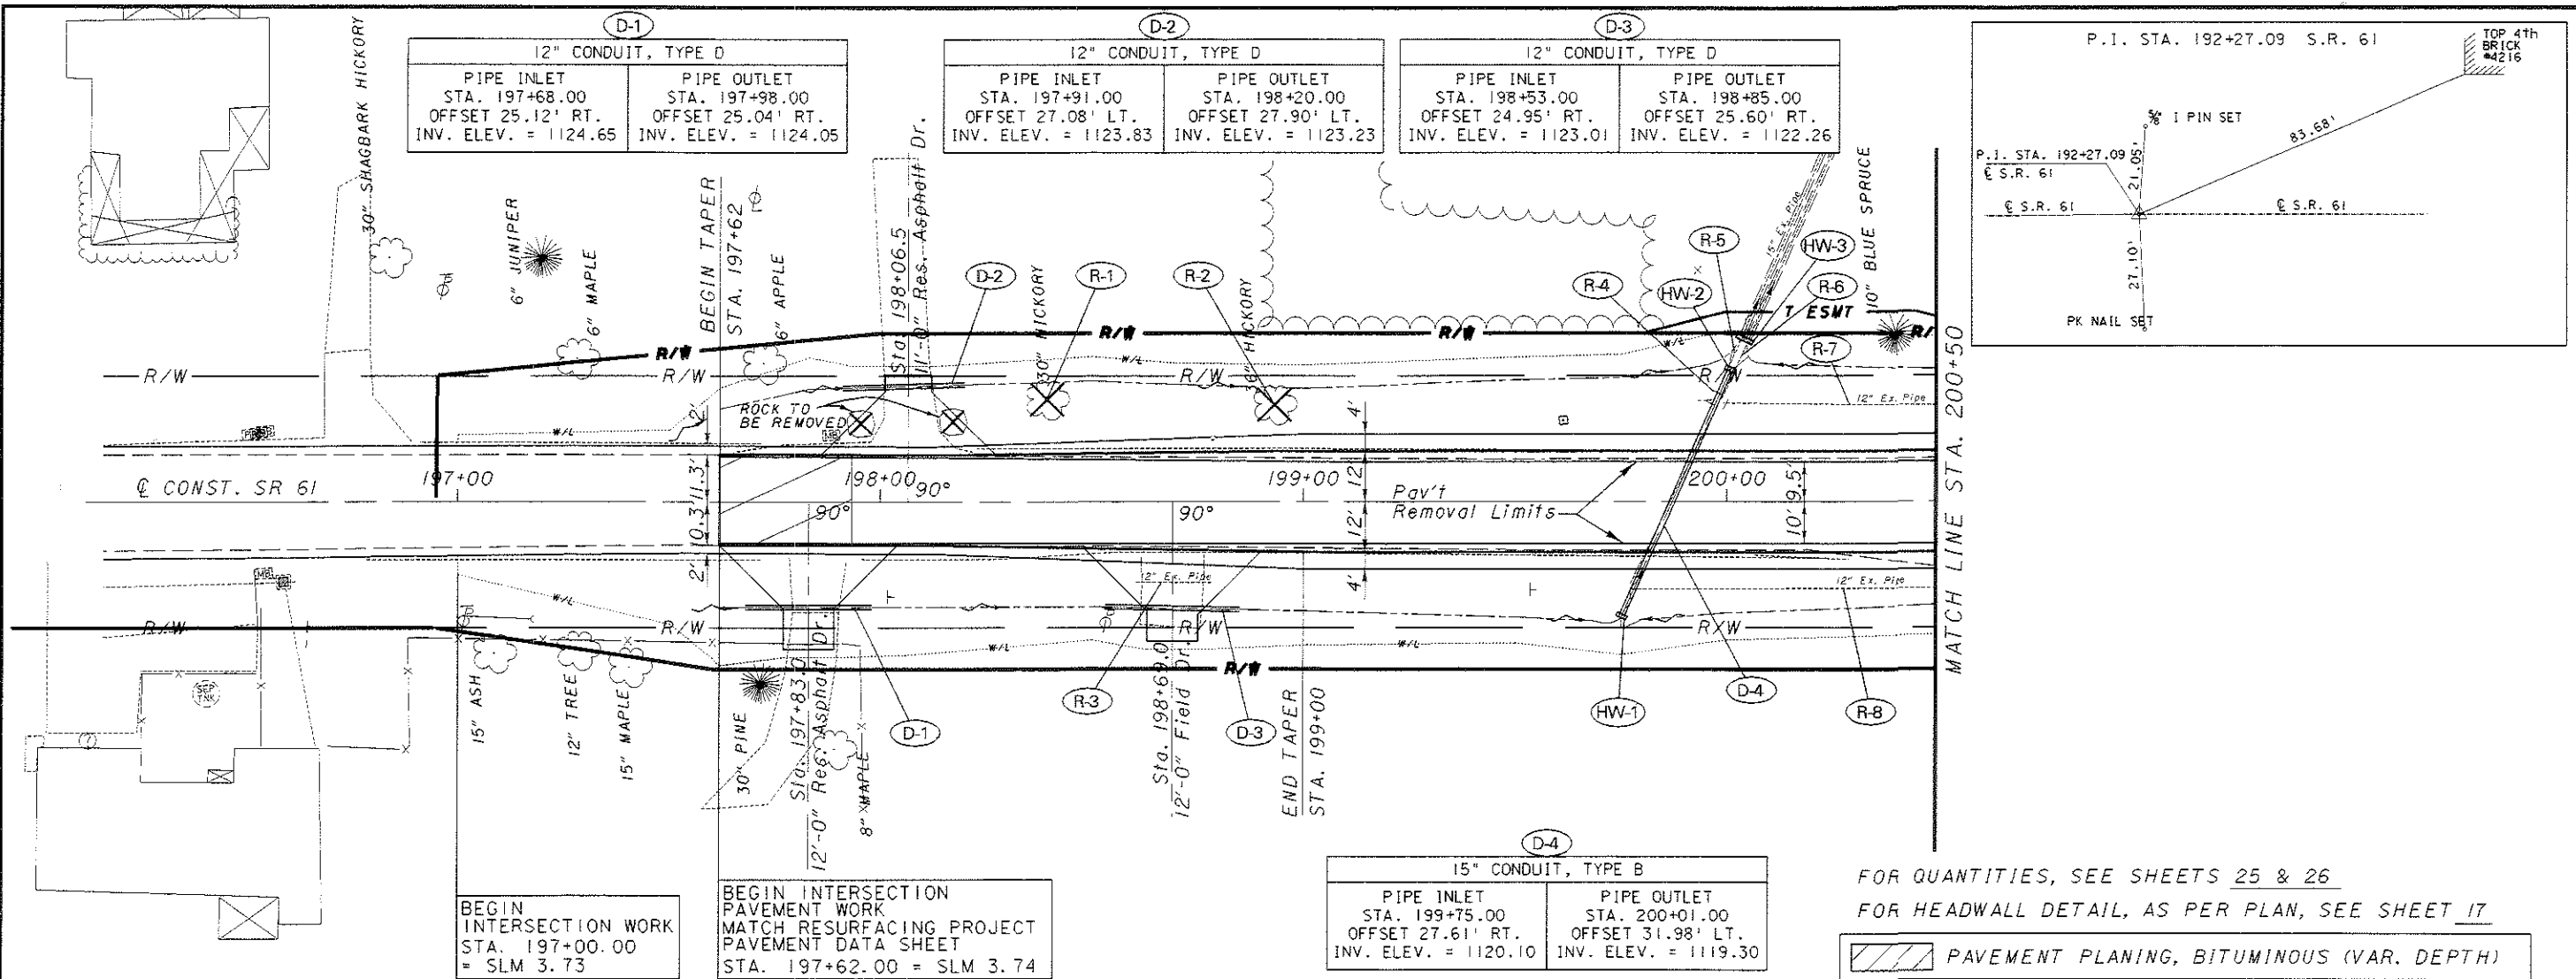 D-1
12" CONDUIT, TYPE D
PIPE INLET
STA. 197+68.00
OFFSET 25.12' RT.
INV. ELEV. = 1124.65
PIPE OUTLET
STA. 197+98.00
OFFSET 25.04' RT.
INV. ELEV. = 1124.05
D-2
12" CONDUIT, TYPE D
PIPE INLET
STA. 197+91.00
OFFSET 27.08' LT.
INV. ELEV. = 1123.83
PIPE OUTLET
STA. 198+20.00
OFFSET 27.90' LT.
INV. ELEV. = 1123.23
D-3
12" CONDUIT, TYPE D
PIPE INLET
STA. 198+53.00
OFFSET 24.95' RT.
INV. ELEV. = 1123.01
PIPE OUTLET
STA. 198+85.00
OFFSET 25.60' RT.
INV. ELEV. = 1122.26
P.I. STA. 192+27.09 S.R. 61
TOP 4th
BRICK
#4216
5/8" I PIN SET
83.68'
P.I. STA. 192+27.09
℄ S.R. 61
21.05'
℄ S.R. 61
℄ S.R. 61
27.10'
PK NAIL SET
30" SHAGBARK HICKORY
6" JUNIPER
6" MAPLE
BEGIN TAPER
STA. 197+62
6" APPLE
Sta. 198+06.5
11'-0" Res. Asphalt Dr.
D-2
30" HICKORY
R-1
R-2
36" HICKORY
R-4
HW-2
R-5
15" Ex. Pipe
HW-3
R-6
10" BLUE SPRUCE
T ESMT
R-7
R/W
R/W
R/W
R/W
R/W
R/W
R/W
W/L
W/L
R/W
12" Ex. Pipe
ROCK TO
BE REMOVED
2'
W/L
4'
℄ CONST. SR 61
197+00
198+00
199+00
200+00
90°
90°
90°
11.3'
10.3'
2'
12'
12'
4'
9.5'
10'
Pav't
Removal Limits
MATCH LINE STA. 200+50
12" Ex. Pipe
12" Ex. Pipe
R/W
R/W
R/W
R/W
R/W
W/L
W/L
W/L
SEP
TNK
?
15" ASH
12" TREE
15" MAPLE
30" PINE
Sta. 197+83.0
12'-0" Res. Asphalt Dr.
8" MAPLE
D-1
R-3
Sta. 198+69.0
12'-0" Field Dr.
D-3
END TAPER
STA. 199+00
HW-1
D-4
R-8
BEGIN
INTERSECTION WORK
STA. 197+00.00
= SLM 3.73
BEGIN INTERSECTION
PAVEMENT WORK
MATCH RESURFACING PROJECT
PAVEMENT DATA SHEET
STA. 197+62.00 = SLM 3.74
D-4
15" CONDUIT, TYPE B
PIPE INLET
STA. 199+75.00
OFFSET 27.61' RT.
INV. ELEV. = 1120.10
PIPE OUTLET
STA. 200+01.00
OFFSET 31.98' LT.
INV. ELEV. = 1119.30
FOR QUANTITIES, SEE SHEETS 25 & 26
FOR HEADWALL DETAIL, AS PER PLAN, SEE SHEET 17
PAVEMENT PLANING, BITUMINOUS (VAR. DEPTH)